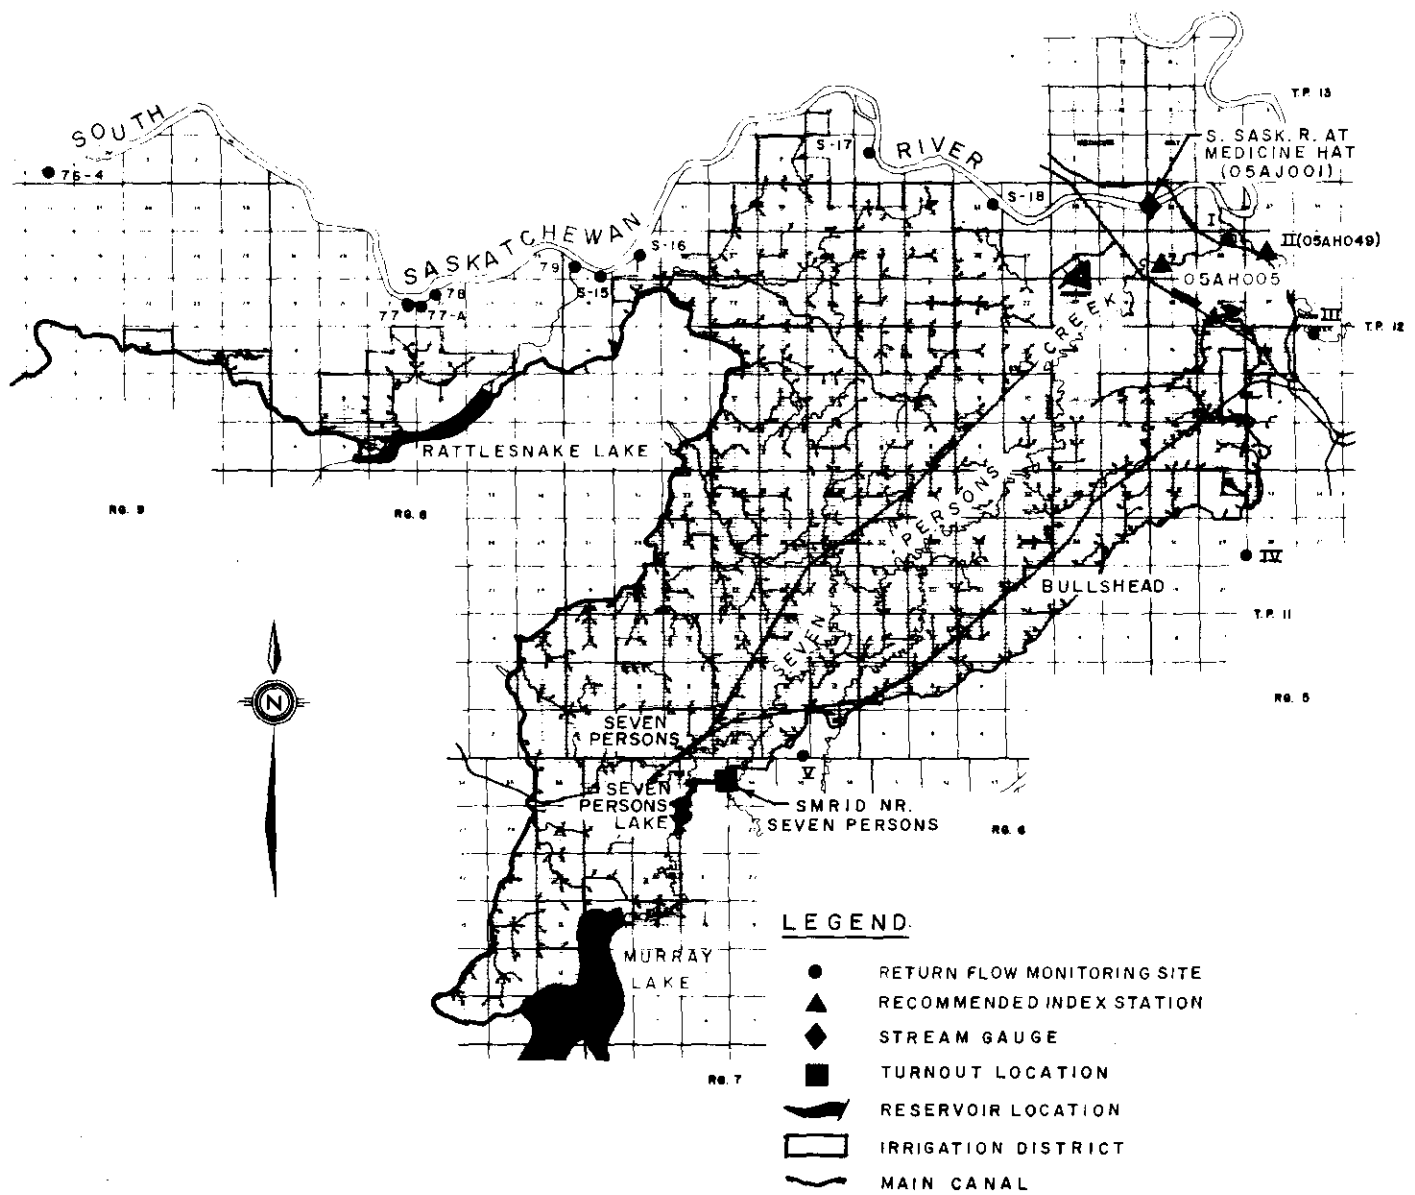 SOUTH
T.P. 13
S-17
RIVER
S. SASK. R. AT
MEDICINE HAT
(05AJ001)
76-4
S-18
SASKATCHEWAN
S-16
I
II(05AH049)
79
S-15
05AH005
78
77
77-A
III
T.P. 12
CREEK
RATTLESNAKE LAKE
PERSONS
RG. 9
RG. 8
IV
BULLSHEAD
T.P. 11
SEVEN
N
RG. 5
SEVEN
PERSONS
V
SEVEN
PERSONS
LAKE
SMRID NR.
SEVEN PERSONS
RG. 6
LEGEND
MURRAY
LAKE
RETURN FLOW MONITORING SITE
RECOMMENDED INDEX STATION
STREAM GAUGE
TURNOUT LOCATION
RG. 7
RESERVOIR LOCATION
IRRIGATION DISTRICT
MAIN CANAL